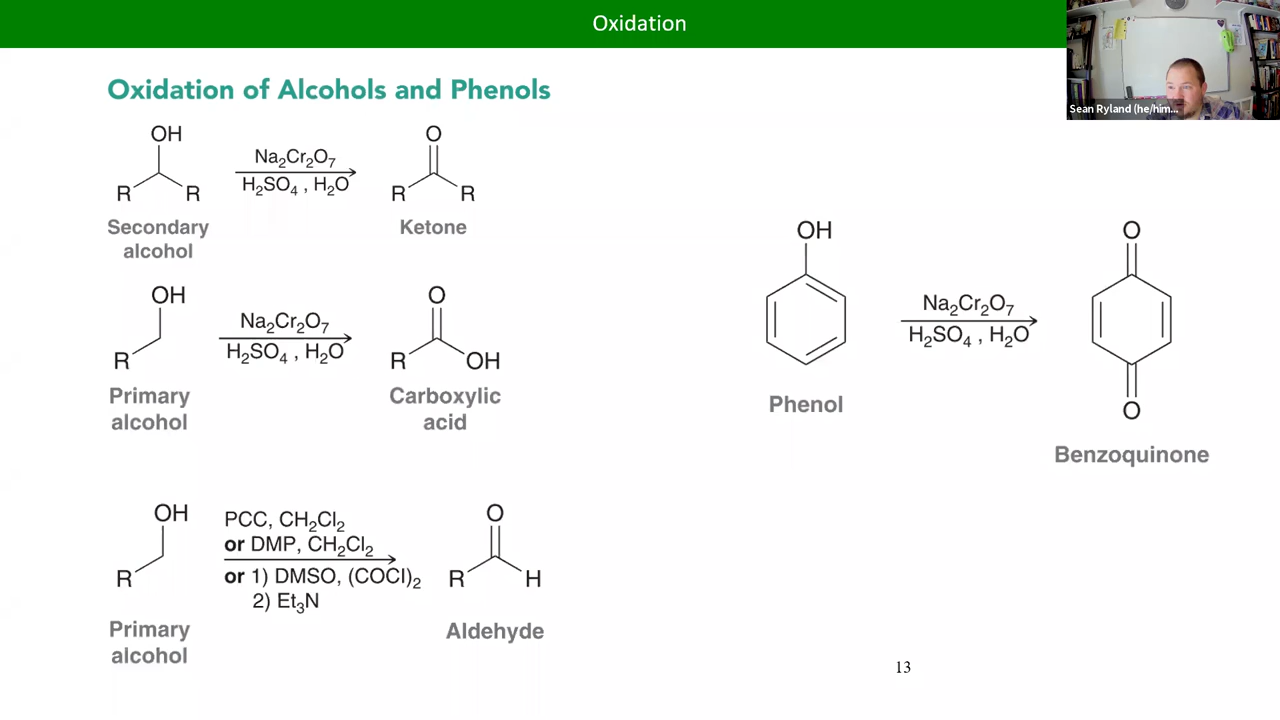 Oxidation
Sean Ryland (he/him...
Oxidation of Alcohols and Phenols
OH
R
R
Na2Cr2O7
H2SO4 , H2O
O
R
R
Secondary
alcohol
Ketone
OH
R
Na2Cr2O7
H2SO4 , H2O
O
R
OH
Primary
alcohol
Carboxylic
acid
OH
R
PCC, CH2Cl2
or DMP, CH2Cl2
or 1) DMSO, (COCl)2
2) Et3N
O
R
H
Primary
alcohol
Aldehyde
OH
Na2Cr2O7
H2SO4 , H2O
O
O
Phenol
Benzoquinone
13